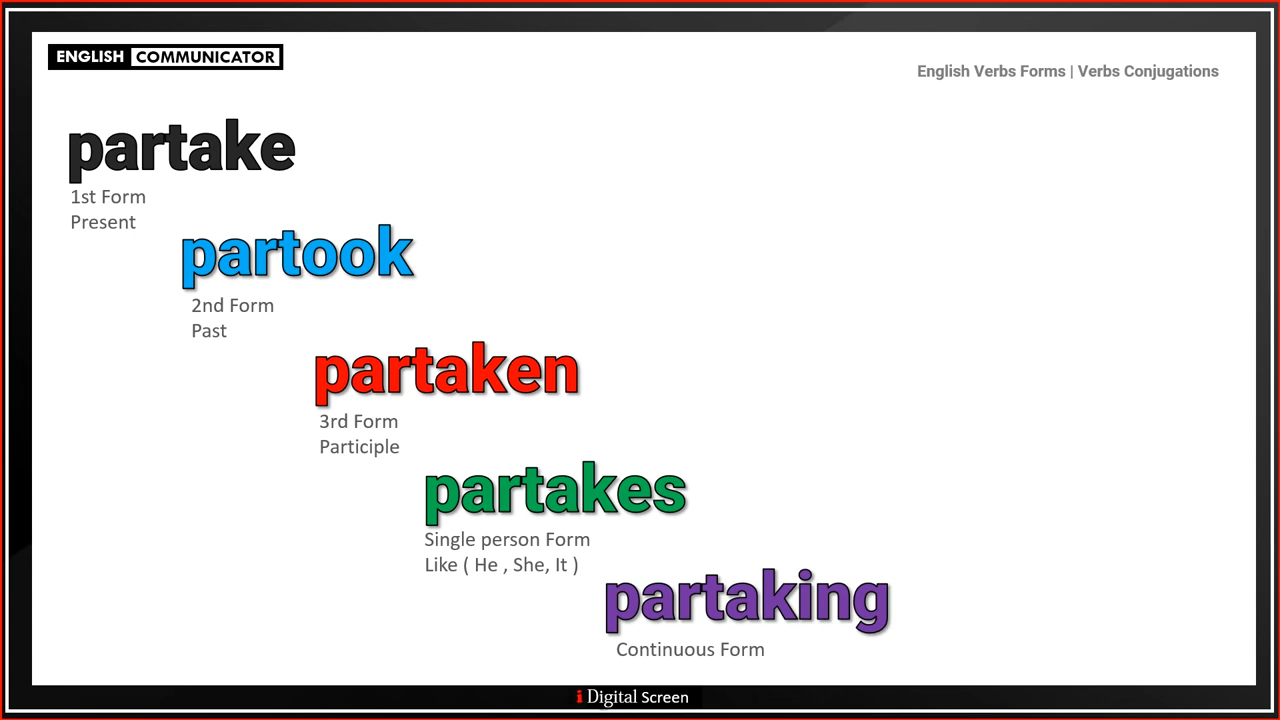 ENGLISH COMMUNICATOR
English Verbs Forms | Verbs Conjugations
partake
1st Form
Present
partook
2nd Form
Past
partaken
3rd Form
Participle
partakes
Single person Form
Like ( He , She, It )
partaking
Continuous Form
i Digital Screen